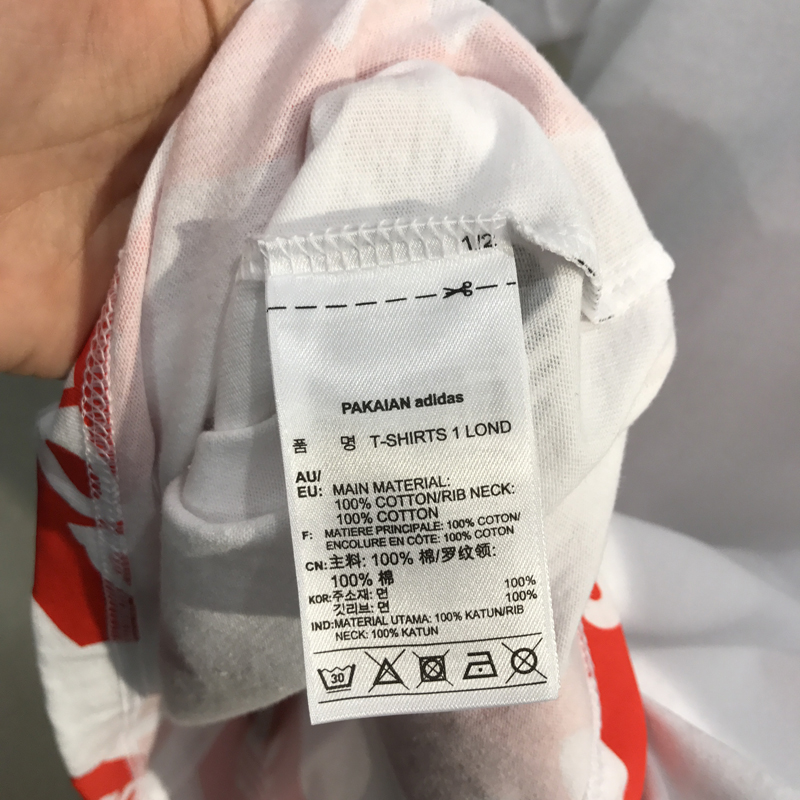 1/2
PAKAIAN adidas
품 명 T-SHIRTS 1 LOND
AU/
EU: MAIN MATERIAL:
100% COTTON/RIB NECK:
100% COTTON
F: MATIERE PRINCIPALE: 100% COTON/
ENCOLURE EN CÔTE: 100% COTON
CN: 主料: 100% 棉/罗纹领:
100% 棉
KOR: 주소재: 면 100%
깃리브: 면 100%
IND: MATERIAL UTAMA: 100% KATUN/RIB
NECK: 100% KATUN
30